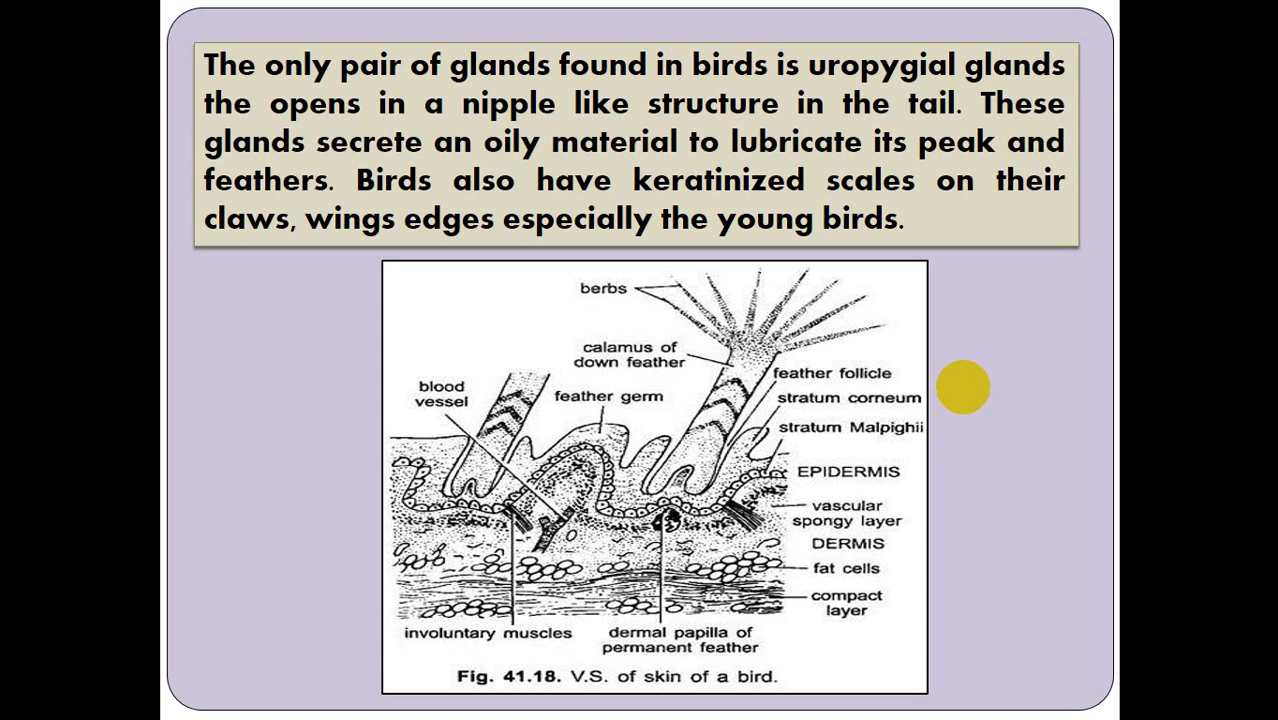 The only pair of glands found in birds is uropygial glands
the opens in a nipple like structure in the tail. These
glands secrete an oily material to lubricate its peak and
feathers. Birds also have keratinized scales on their
claws, wings edges especially the young birds.
berbs
calamus of
down feather
feather follicle
blood
vessel
feather germ
stratum corneum
stratum Malpighii
EPIDERMIS
vascular
spongy layer
DERMIS
fat cells
compact
layer
involuntary muscles
dermal papilla of
permanent feather
Fig. 41.18. V.S. of skin of a bird.